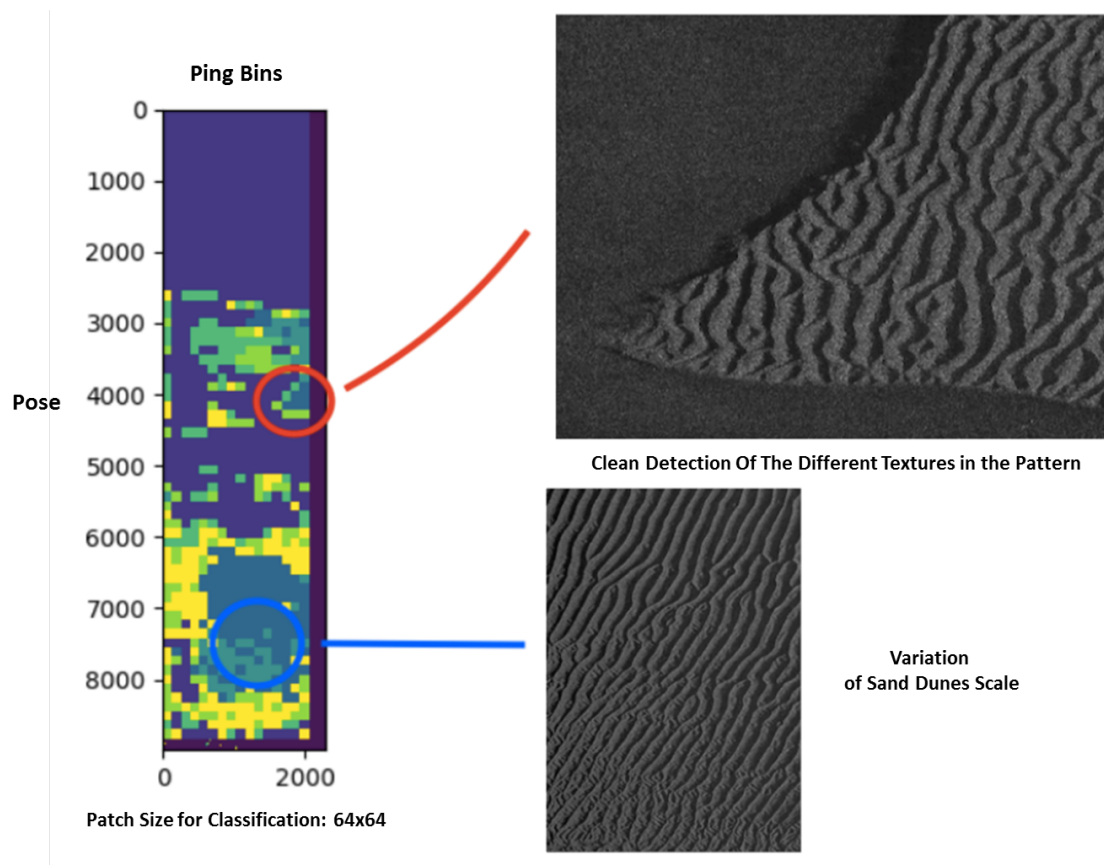 Ping Bins
0
1000
2000
3000
4000
5000
6000
7000
8000
Pose
0 2000
Patch Size for Classification: 64x64
Clean Detection Of The Different Textures in the Pattern
Variation
of Sand Dunes Scale